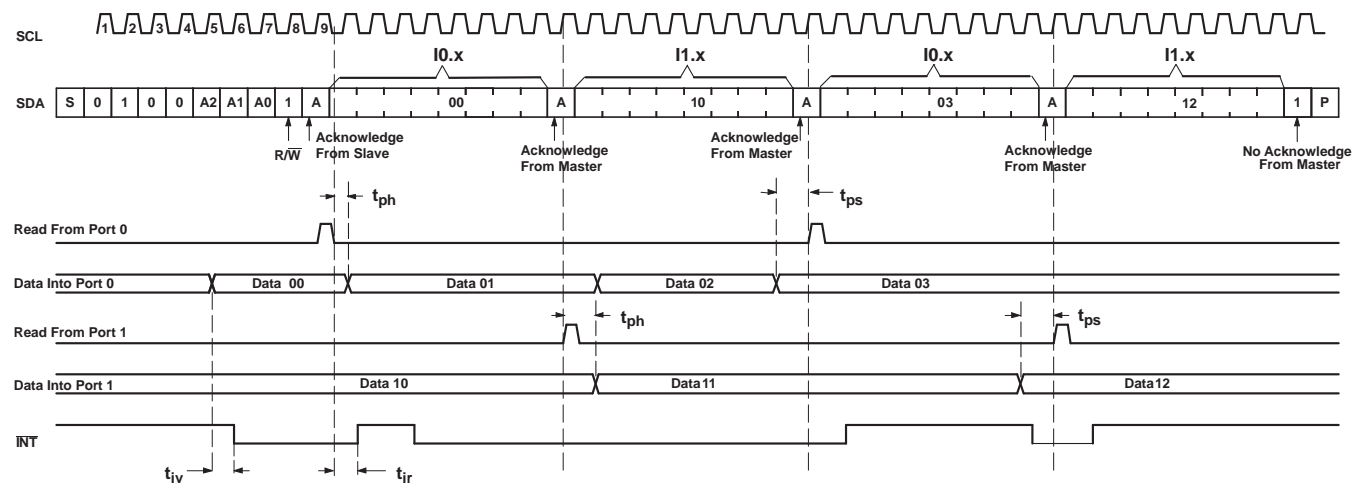 SCL 1 2 3 4 5 6 7 8 9
I0.x I1.x I0.x I1.x
SDA S 0 1 0 0 A2 A1 A0 1 A 00 A 10 A 03 A 12 1 P
R/W
Acknowledge
From Slave
Acknowledge
From Master
Acknowledge
From Master
Acknowledge
From Master
No Acknowledge
From Master
tph tps
Read From Port 0
Data Into Port 0 Data 00 Data 01 Data 02 Data 03
tph tps
Read From Port 1
Data Into Port 1 Data 10 Data 11 Data 12
INT
tiv tir